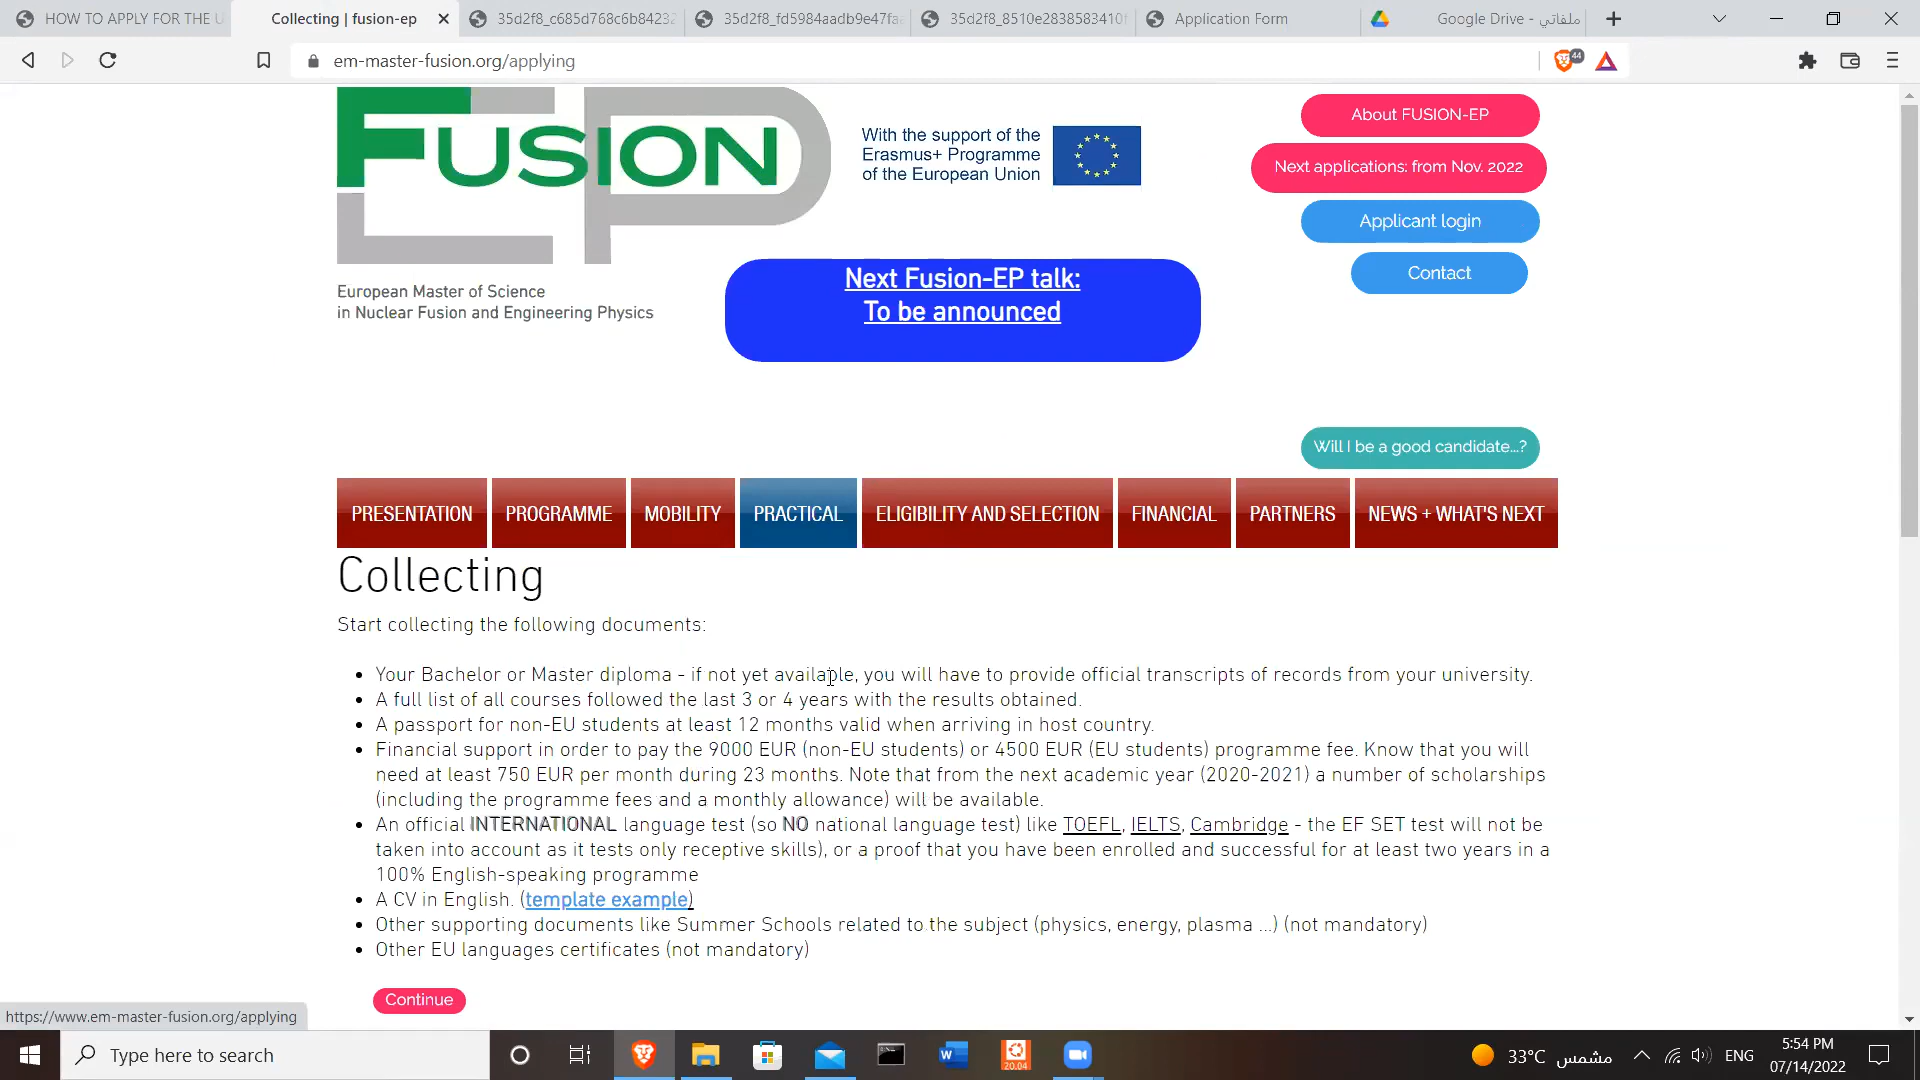 HOW TO APPLY FOR THE U
Collecting | fusion-ep
35d2f8_c685d768c6b84232
35d2f8_fd5984aadb9e47faa
35d2f8_8510e2838583410f
Application Form
ملفاتي - Google Drive
em-master-fusion.org/applying
44
FUSION
EP
With the support of the
Erasmus+ Programme
of the European Union
About FUSION-EP
Next applications: from Nov. 2022
Applicant login
Contact
European Master of Science
in Nuclear Fusion and Engineering Physics
Next Fusion-EP talk:
To be announced
Will I be a good candidate...?
PRESENTATION
PROGRAMME
MOBILITY
PRACTICAL
ELIGIBILITY AND SELECTION
FINANCIAL
PARTNERS
NEWS + WHAT'S NEXT
Collecting
Start collecting the following documents:
Your Bachelor or Master diploma - if not yet available, you will have to provide official transcripts of records from your university.
A full list of all courses followed the last 3 or 4 years with the results obtained.
A passport for non-EU students at least 12 months valid when arriving in host country.
Financial support in order to pay the 9000 EUR (non-EU students) or 4500 EUR (EU students) programme fee. Know that you will
need at least 750 EUR per month during 23 months. Note that from the next academic year (2020-2021) a number of scholarships
(including the programme fees and a monthly allowance) will be available.
An official INTERNATIONAL language test (so NO national language test) like TOEFL, IELTS, Cambridge - the EF SET test will not be
taken into account as it tests only receptive skills), or a proof that you have been enrolled and successful for at least two years in a
100% English-speaking programme
A CV in English. (template example)
Other supporting documents like Summer Schools related to the subject (physics, energy, plasma ...) (not mandatory)
Other EU languages certificates (not mandatory)
Continue
https://www.em-master-fusion.org/applying
Type here to search
20.04
33°C مشمس
ENG
5:54 PM
07/14/2022